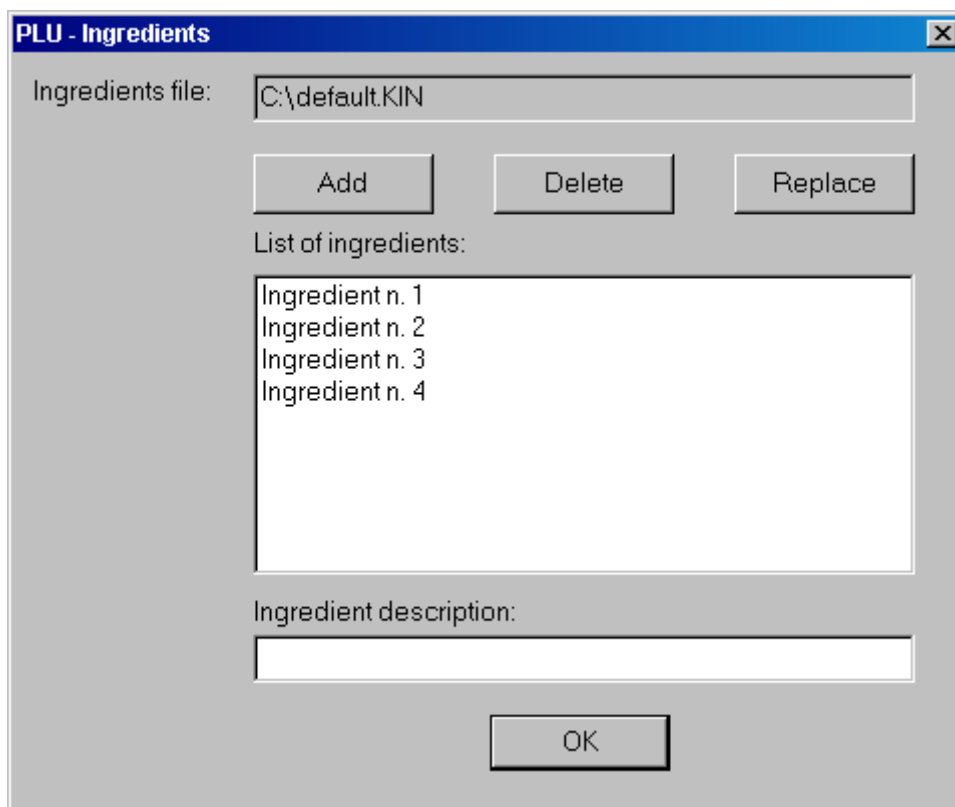 PLU - Ingredients
Ingredients file: C:\default.KIN
Add Delete Replace
List of ingredients:
Ingredient n. 1
Ingredient n. 2
Ingredient n. 3
Ingredient n. 4
Ingredient description:
OK